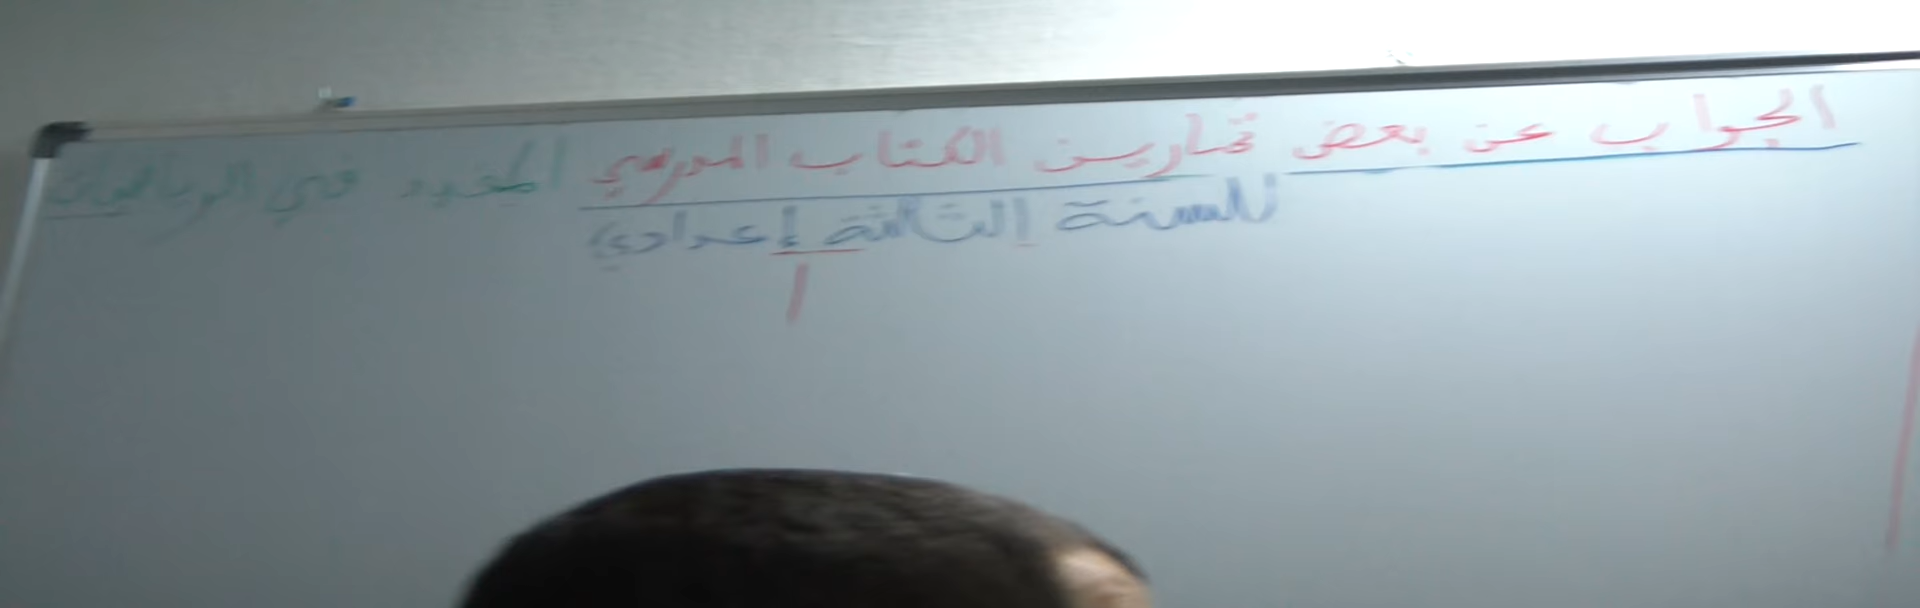 الجواب عن بعض تمارين الكتاب المدرسي المفيد في الرياضيات
للسنة الثالثة إعدادي